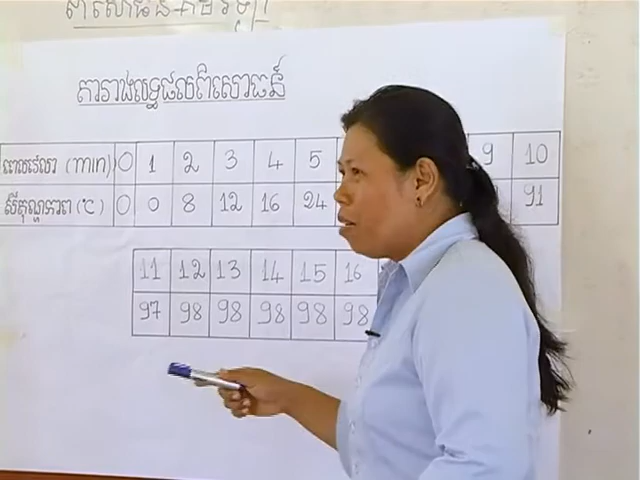 តារាងលទ្ធផលពិសោធន៍
រយៈពេល (min) 0 1 2 3 4 5 9 10
សីតុណ្ហភាព (°C) 0 0 8 12 16 24 91
11 12 13 14 15 16
97 98 98 98 98 98